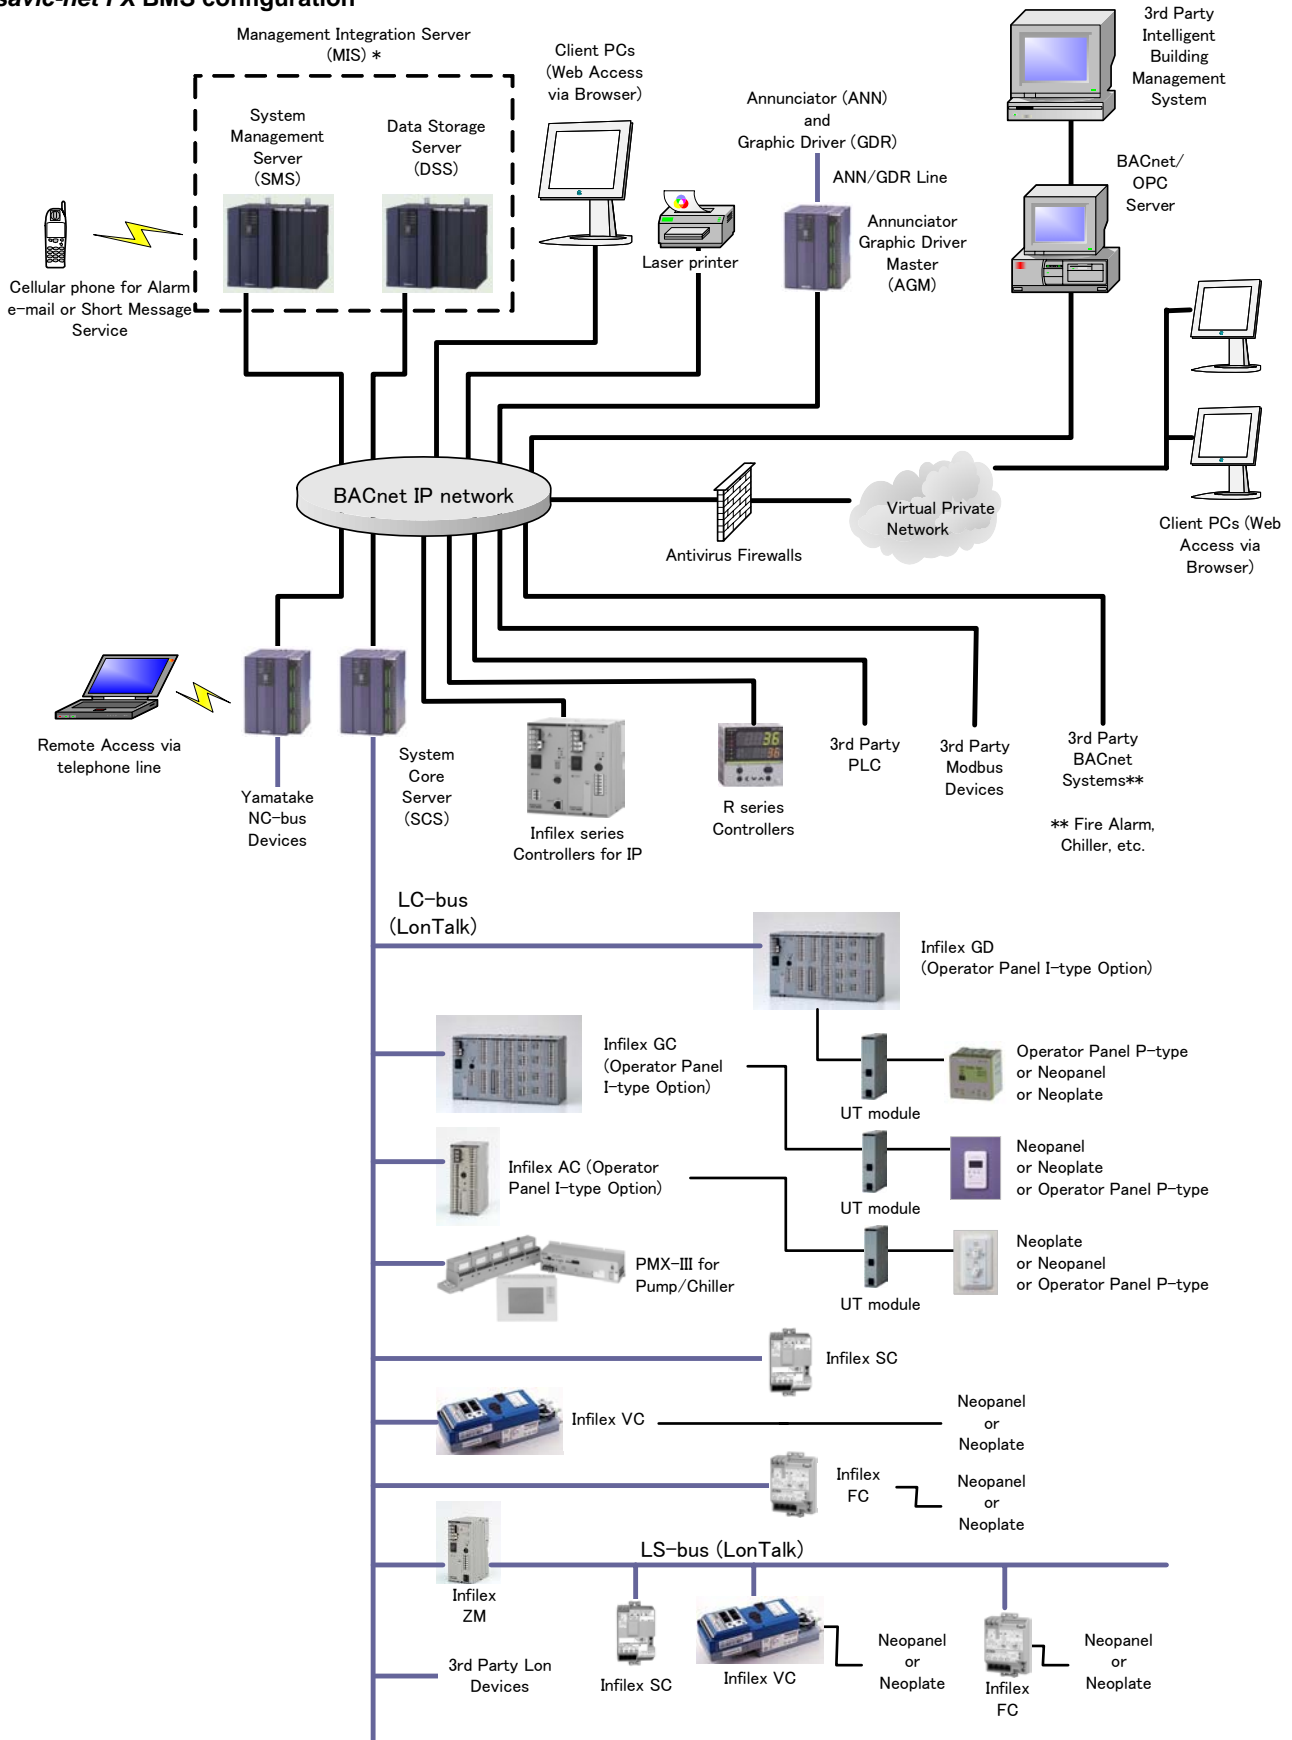 savic-net FX BMS configuration
Management Integration Server
(MIS) *
System
Management
Server
(SMS)
Data Storage
Server
(DSS)
Client PCs
(Web Access
via Browser)
Annunciator (ANN)
and
Graphic Driver (GDR)
ANN/GDR Line
Annunciator
Graphic Driver
Master
(AGM)
3rd Party
Intelligent
Building
Management
System
BACnet/
OPC
Server
Laser printer
Cellular phone for Alarm
e-mail or Short Message
Service
BACnet IP network
Antivirus Firewalls
Virtual Private
Network
Client PCs (Web
Access via
Browser)
Remote Access via
telephone line
Yamatake
NC-bus
Devices
System
Core
Server
(SCS)
Infilex series
Controllers for IP
36
36
R series
Controllers
3rd Party
PLC
3rd Party
Modbus
Devices
3rd Party
BACnet
Systems**
** Fire Alarm,
Chiller, etc.
LC-bus
(LonTalk)
Infilex GD
(Operator Panel I-type Option)
Infilex GC
(Operator Panel
I-type Option)
UT module
Operator Panel P-type
or Neopanel
or Neoplate
Infilex AC (Operator
Panel I-type Option)
UT module
Neopanel
or Neoplate
or Operator Panel P-type
PMX-III for
Pump/Chiller
UT module
Neoplate
or Neopanel
or Operator Panel P-type
Infilex SC
Infilex VC
Neopanel
or
Neoplate
Infilex
FC
Neopanel
or
Neoplate
Infilex
ZM
LS-bus (LonTalk)
Infilex SC
Infilex VC
Neopanel
or
Neoplate
Infilex
FC
Neopanel
or
Neoplate
3rd Party Lon
Devices